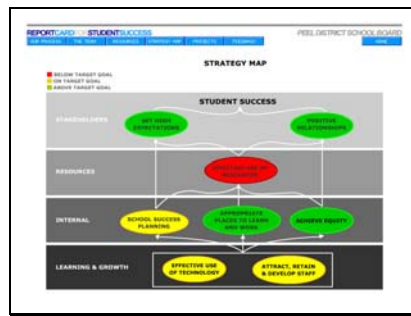 REPORTCARD FOR STUDENTSUCCESS
PEEL DISTRICT SCHOOL BOARD
OUR PROCESS THE TEAM RESOURCES STRATEGY MAP PROJECTS FEEDBACK HOME
STRATEGY MAP
BELOW TARGET GOAL
ON TARGET GOAL
ABOVE TARGET GOAL
STUDENT SUCCESS
STAKEHOLDERS
SET HIGH
EXPECTATIONS
POSITIVE
RELATIONSHIPS
RESOURCES
EFFECTIVE USE OF
RESOURCES
INTERNAL
SCHOOL SUCCESS
PLANNING
APPROPRIATE
PLACES TO LEARN
AND WORK
ACHIEVE EQUITY
LEARNING & GROWTH
EFFECTIVE USE
OF TECHNOLOGY
ATTRACT, RETAIN
& DEVELOP STAFF